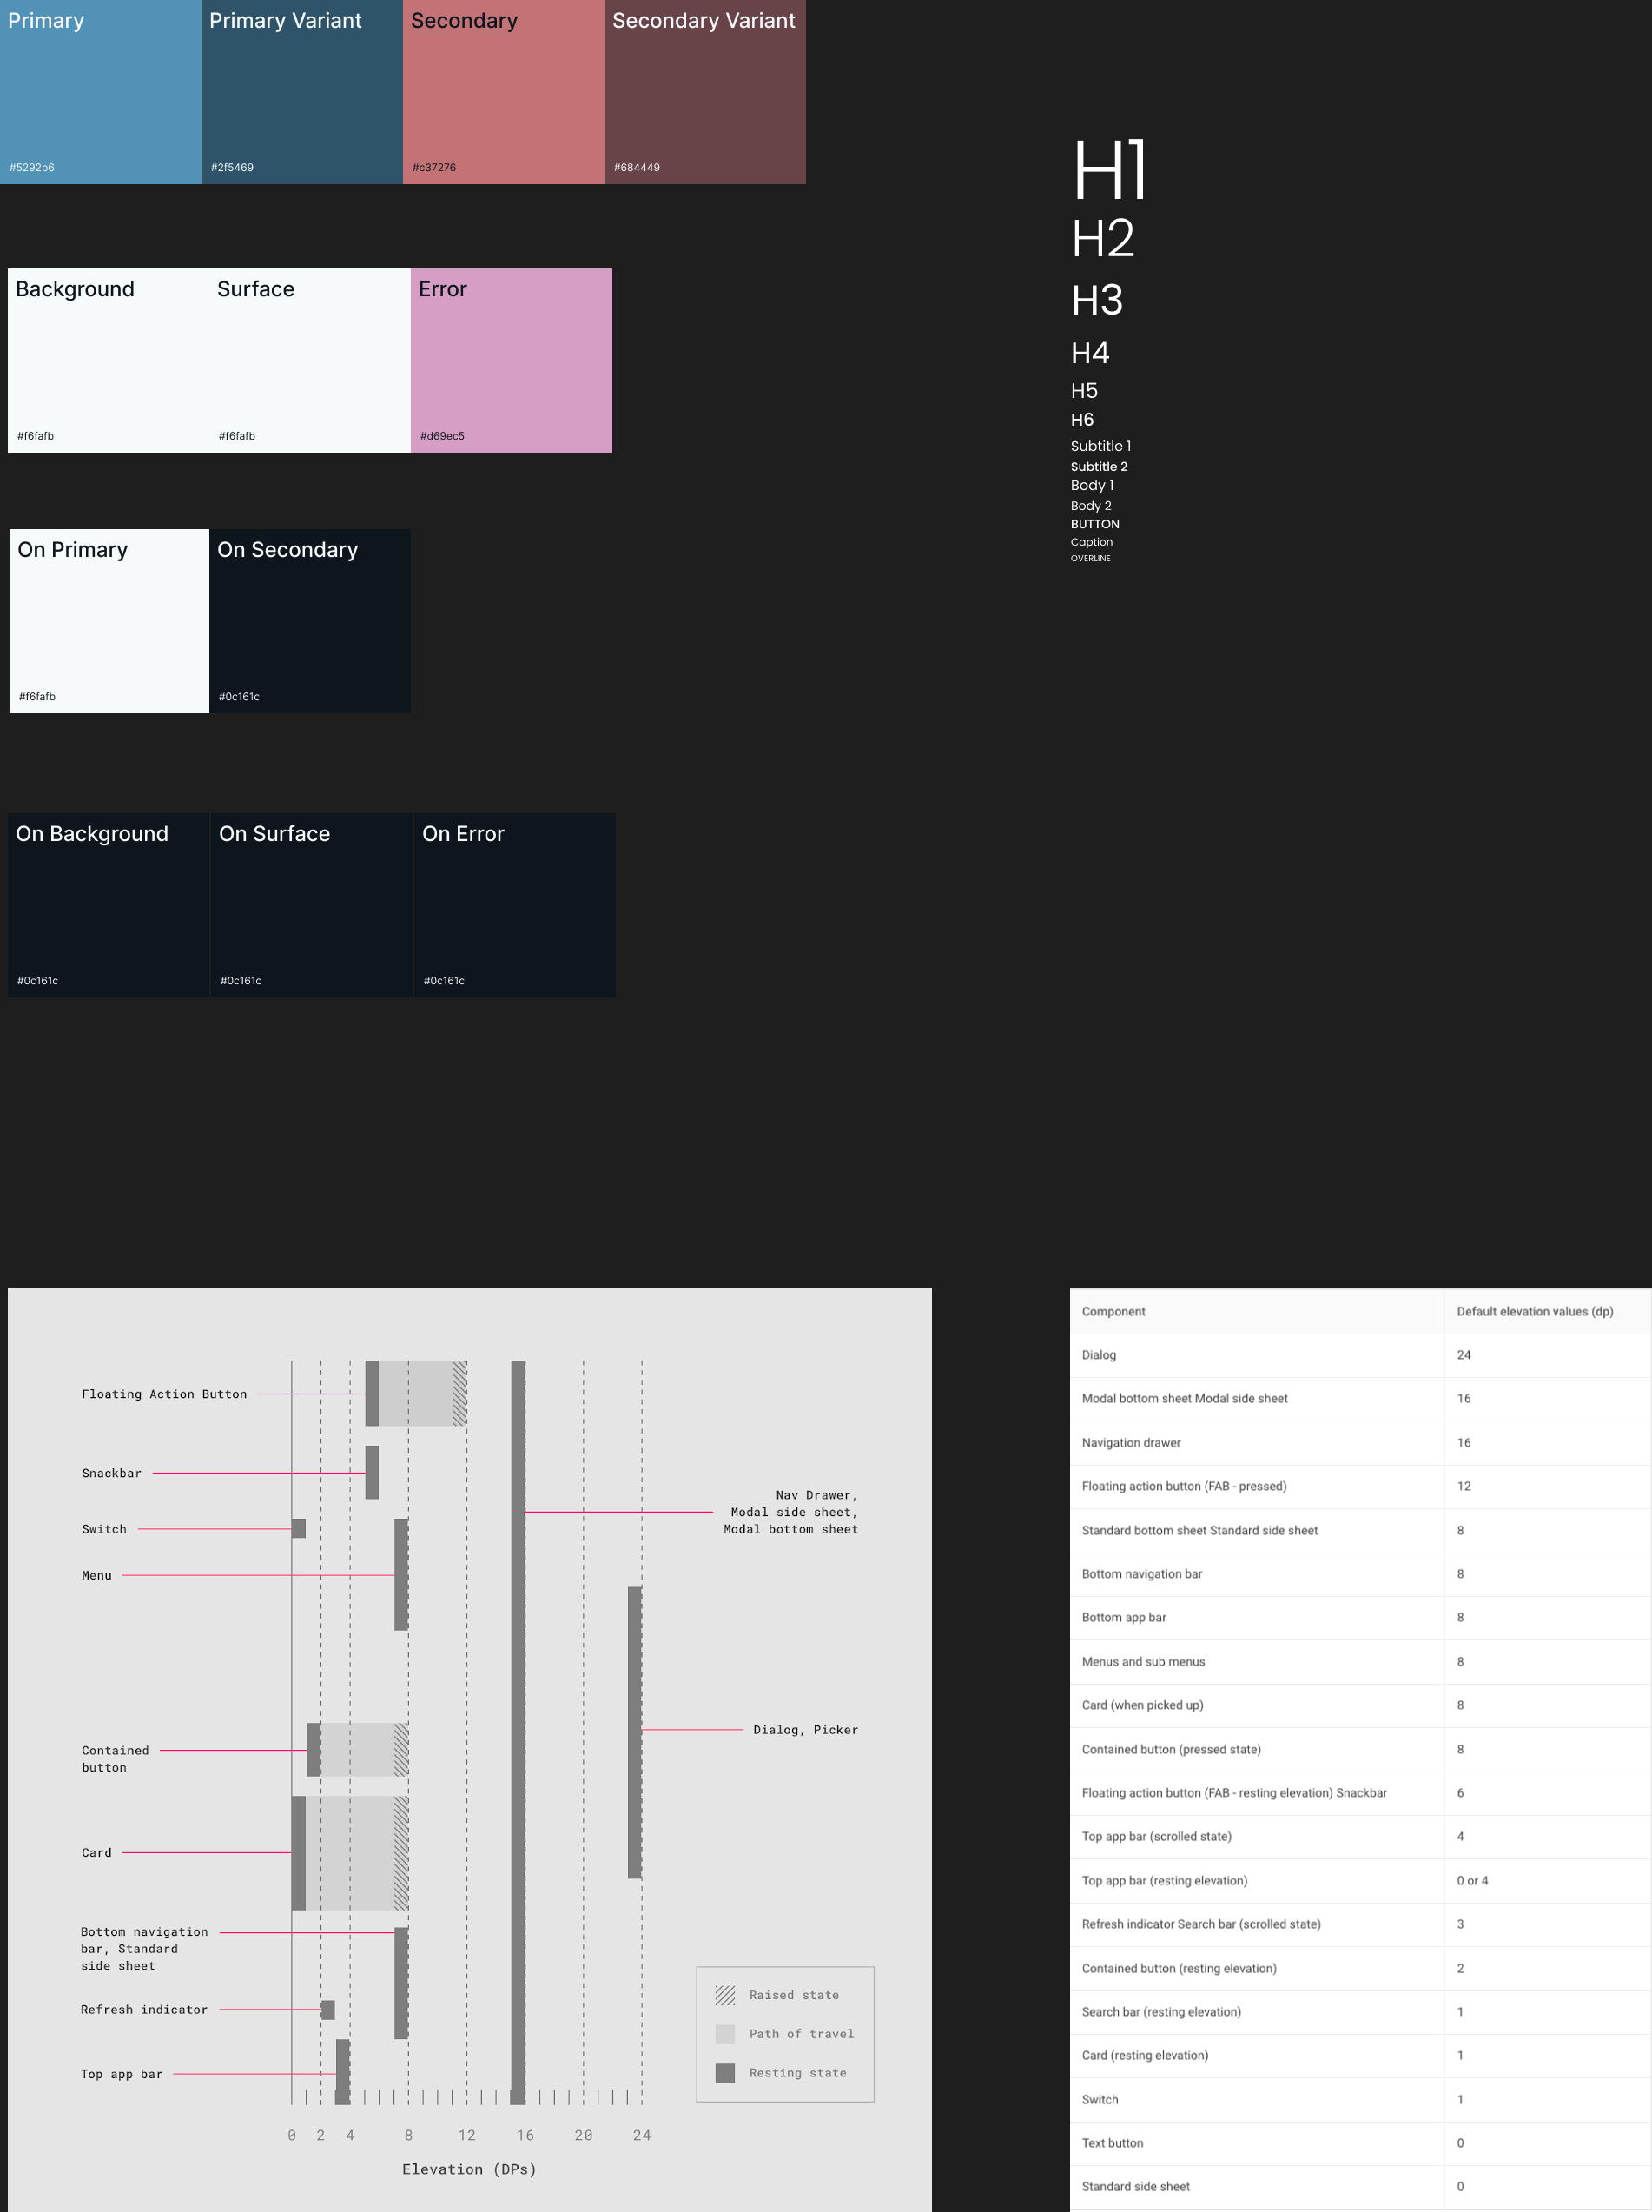 Primary
Primary Variant
Secondary
Secondary Variant
#5292b6
#2f5469
#c37276
#684449
Background
Surface
Error
#f6fafb
#f6fafb
#d69ec5
On Primary
On Secondary
#f6fafb
#0c161c
On Background
On Surface
On Error
#0c161c
#0c161c
#0c161c
H1
H2
H3
H4
H5
H6
Subtitle 1
Subtitle 2
Body 1
Body 2
BUTTON
Caption
OVERLINE
Floating Action Button
Snackbar
Switch
Menu
Contained
button
Card
Bottom navigation
bar, Standard
side sheet
Refresh indicator
Top app bar
Nav Drawer,
Modal side sheet,
Modal bottom sheet
Dialog, Picker
Raised state
Path of travel
Resting state
0 2 4 8 12 16 20 24
Elevation (DPs)
Component Default elevation values (dp)
Dialog 24
Modal bottom sheet Modal side sheet 16
Navigation drawer 16
Floating action button (FAB - pressed) 12
Standard bottom sheet Standard side sheet 8
Bottom navigation bar 8
Bottom app bar 8
Menus and sub menus 8
Card (when picked up) 8
Contained button (pressed state) 8
Floating action button (FAB - resting elevation) Snackbar 6
Top app bar (scrolled state) 4
Top app bar (resting elevation) 0 or 4
Refresh indicator Search bar (scrolled state) 3
Contained button (resting elevation) 2
Search bar (resting elevation) 1
Card (resting elevation) 1
Switch 1
Text button 0
Standard side sheet 0